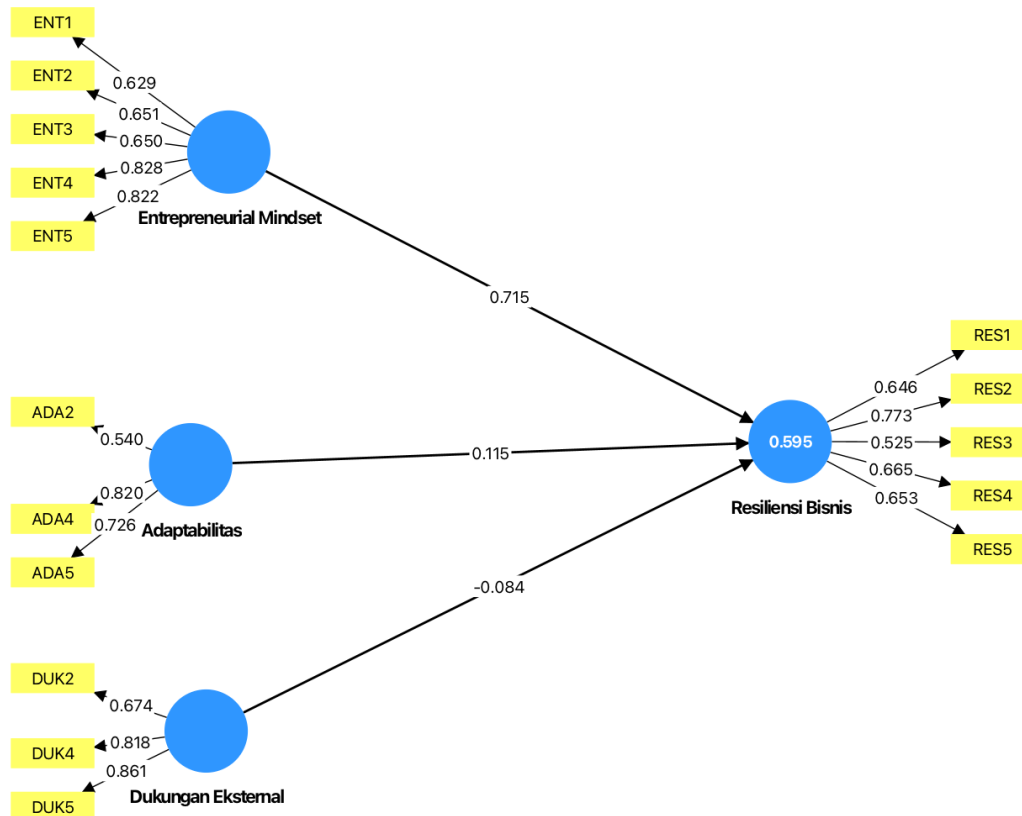 ENT1
0.629
ENT2
0.651
ENT3
0.650
ENT4
0.828
0.822
ENT5
Entrepreneurial Mindset
0.715
ADA2
0.540
0.820
ADA4
0.726
Adaptabilitas
ADA5
0.115
DUK2
0.674
DUK4
0.818
0.861
DUK5
Dukungan Eksternal
-0.084
0.595
Resiliensi Bisnis
RES1
0.646
RES2
0.773
RES3
0.525
0.665
RES4
0.653
RES5